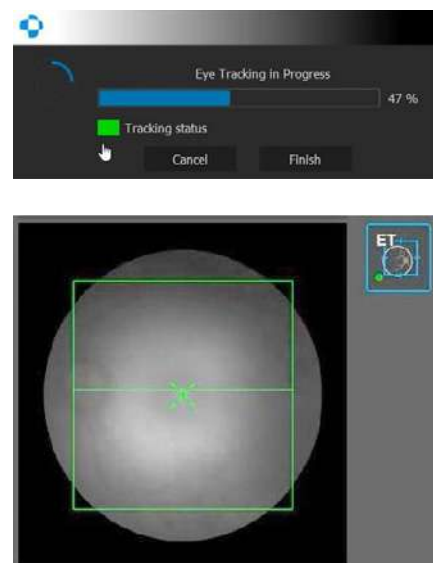 Eye Tracking in Progress
47 %
Tracking status
Cancel Finish
ET